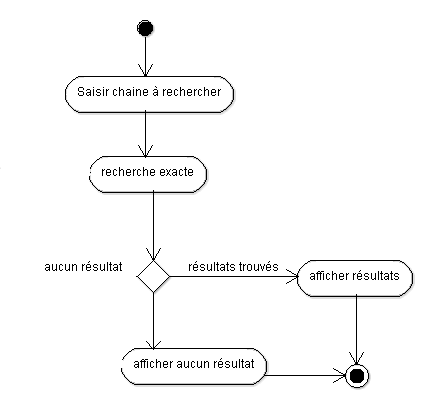 Saisir chaine à rechercher
recherche exacte
aucun résultat
résultats trouvés
afficher résultats
afficher aucun résultat